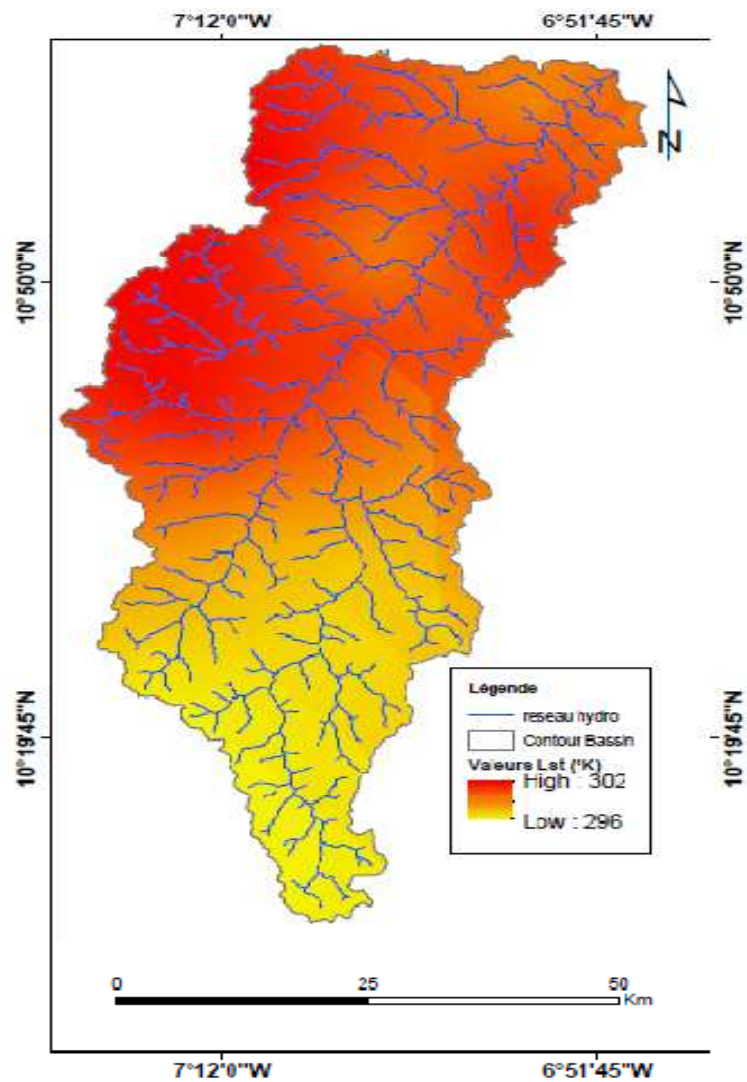 7°12'0"W 6°51'45"W
N
10°50'0"N 10°50'0"N
10°19'45"N 10°19'45"N
Légende
reseau hydro
Contour Bassin
Valeurs Lst (°K)
High : 302
Low : 296
0 25 50
Km
7°12'0"W 6°51'45"W